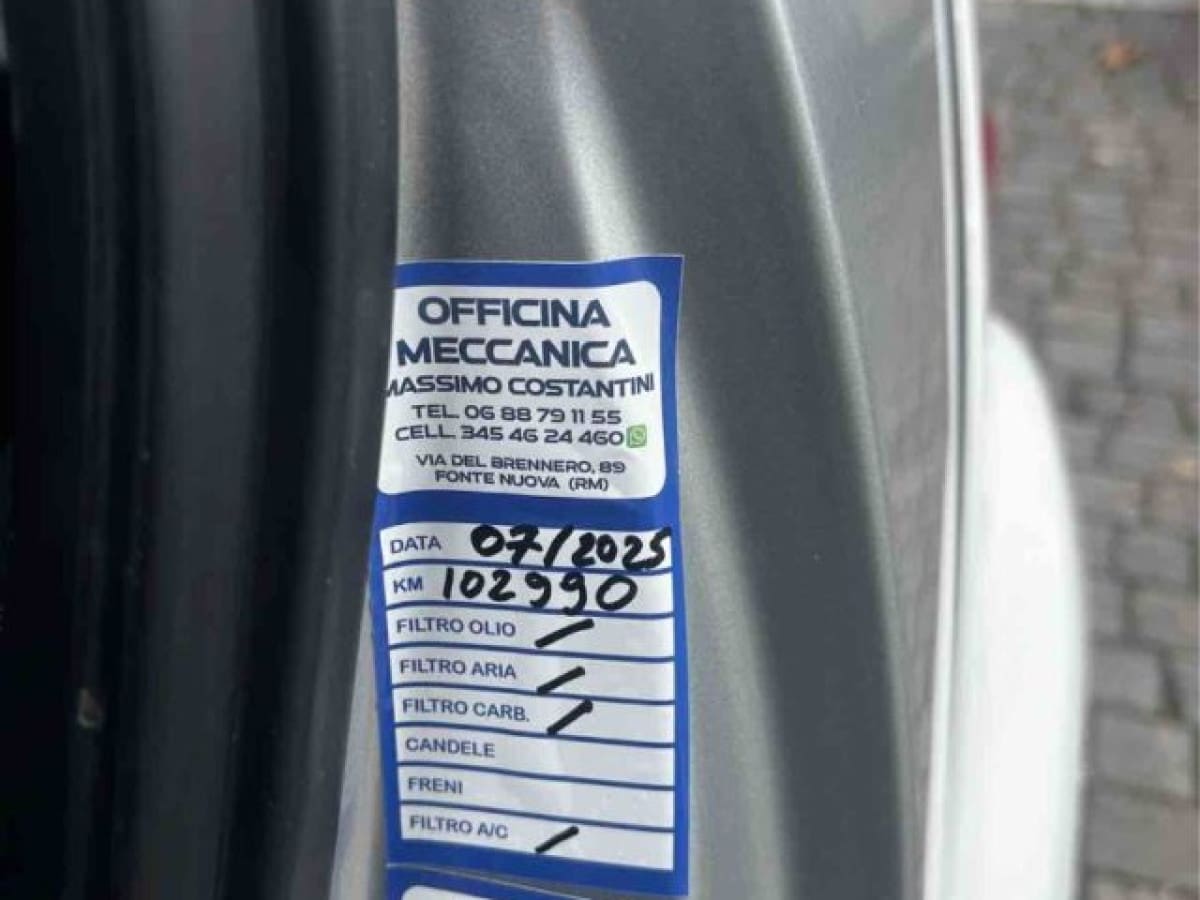 OFFICINA
MECCANICA
MASSIMO COSTANTINI
TEL. 06 88 79 11 55
CELL. 345 46 24 460
VIA DEL BRENNERO, 89
FONTE NUOVA (RM)
DATA 07/2025
KM 102990
FILTRO OLIO /
FILTRO ARIA /
FILTRO CARB. /
CANDELE
FRENI
FILTRO A/C /